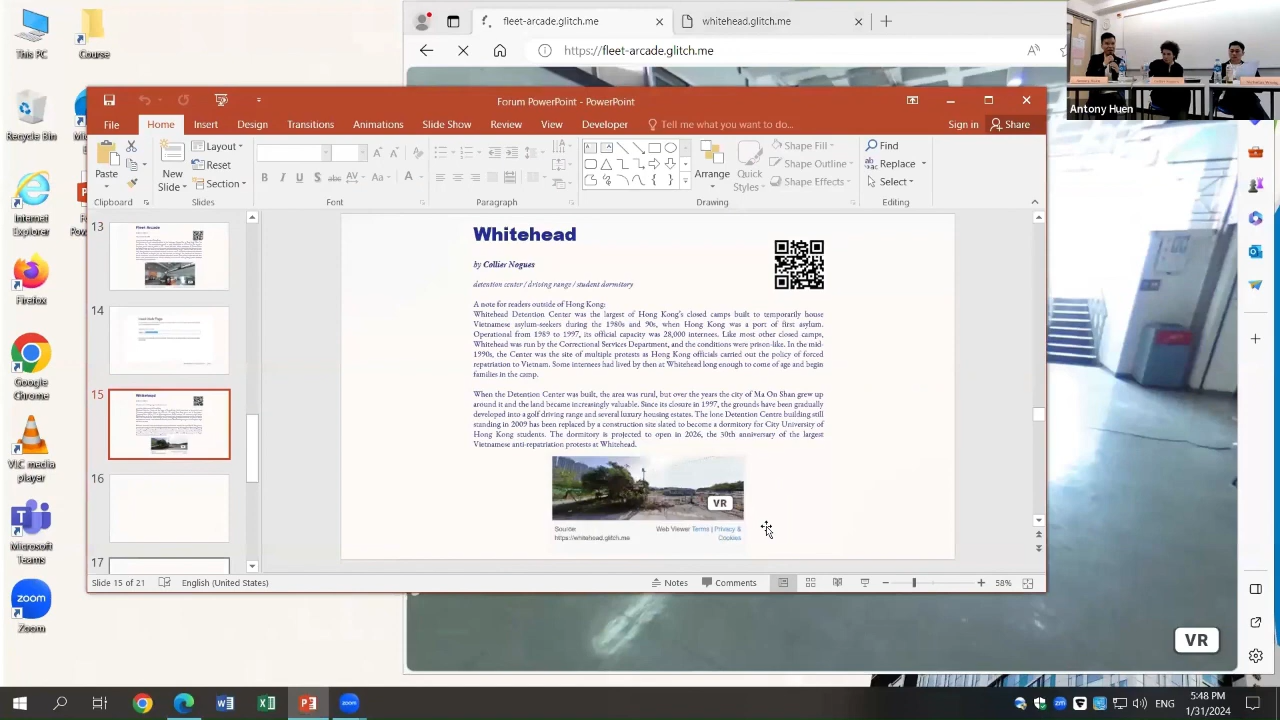 This PC
Course
Recycle Bin
Internet
Explorer
Firefox
Google
Chrome
VLC media
player
Microsoft
Teams
Zoom
zoom
flet-arcade.glitch.me
whitehead.glitch.me
https://fleet-arcade.glitch.me
Antony Huen
Forum PowerPoint - PowerPoint
File
Home
Insert
Design
Transitions
Animations
Slide Show
Review
View
Developer
Tell me what you want to do...
Sign in
Share
Paste
New
Slide
Layout
Reset
Section
Arrange
Quick
Styles
Shape Fill
Shape Outline
Shape Effects
Find
Replace
Select
Clipboard
Slides
Font
Paragraph
Drawing
Editing
13
14
15
16
17
Whitehead
by Collier Nogues
detention center / driving range / student dormitory
A note for readers outside of Hong Kong:
Whitehead Detention Center was the largest of Hong Kong's closed camps built to temporarily house
Vietnamese asylum-seekers during the 1980s and 90s, when Hong Kong was a port of first asylum.
Operational from 1989 to 1997, its official capacity was 28,000 internees. Like most other closed camps,
Whitehead was run by the Correctional Services Department, and the conditions were prison-like. In the mid-
1990s, the Center was the site of multiple protests as Hong Kong officials carried out the policy of forced
repatriation to Vietnam. Some internees had lived by then at Whitehead long enough to come of age and begin
families in the camp.
When the Detention Center was built, the area was rural, but over the years the city of Ma On Shan grew up
around it and the land became increasingly valuable. Since its closure in 1997, the grounds have been gradually
developed into a golf driving range and several luxury housing estates. The lone Detention Centre building still
standing in 2009 has been replaced by a construction site slated to become a dormitory for City University of
Hong Kong students. The dormitory is projected to open in 2026, the 30th anniversary of the largest
Vietnamese anti-repatriation protests at Whitehead.
VR
Source:
https://whitehead.glitch.me
Web Viewer Terms | Privacy &
Cookies
Slide 15 of 21
English (United States)
Notes
Comments
58%
VR
ENG
5:48 PM
1/31/2024